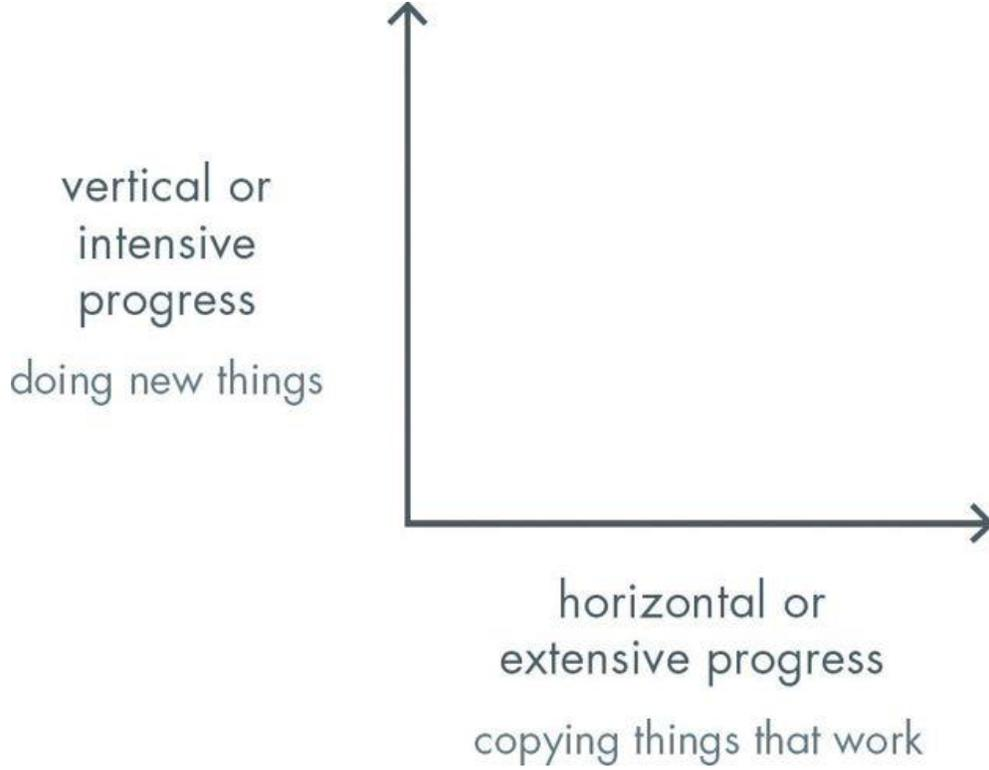 vertical or
intensive
progress
doing new things
horizontal or
extensive progress
copying things that work